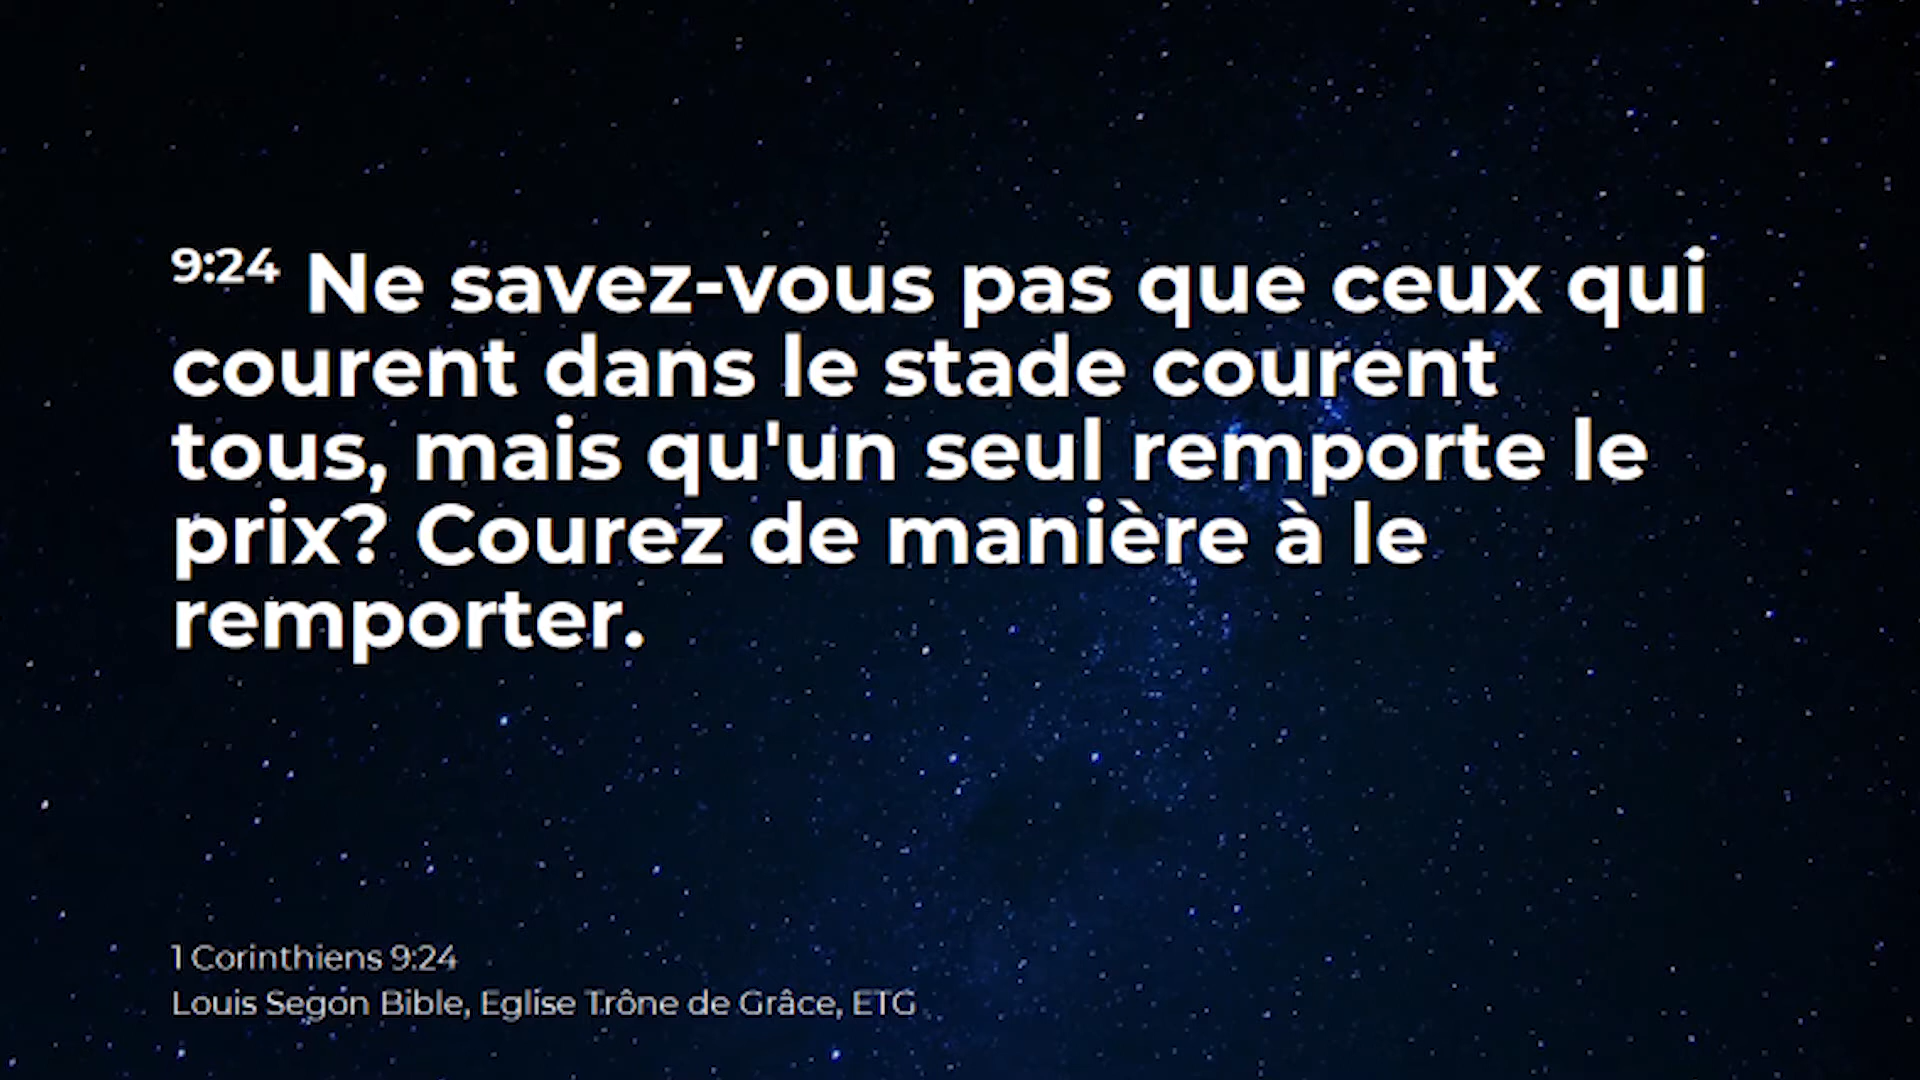 9:24 Ne savez-vous pas que ceux qui
courent dans le stade courent
tous, mais qu'un seul remporte le
prix? Courez de manière à le
remporter.
1 Corinthiens 9:24
Louis Segon Bible, Eglise Trône de Grâce, ETG